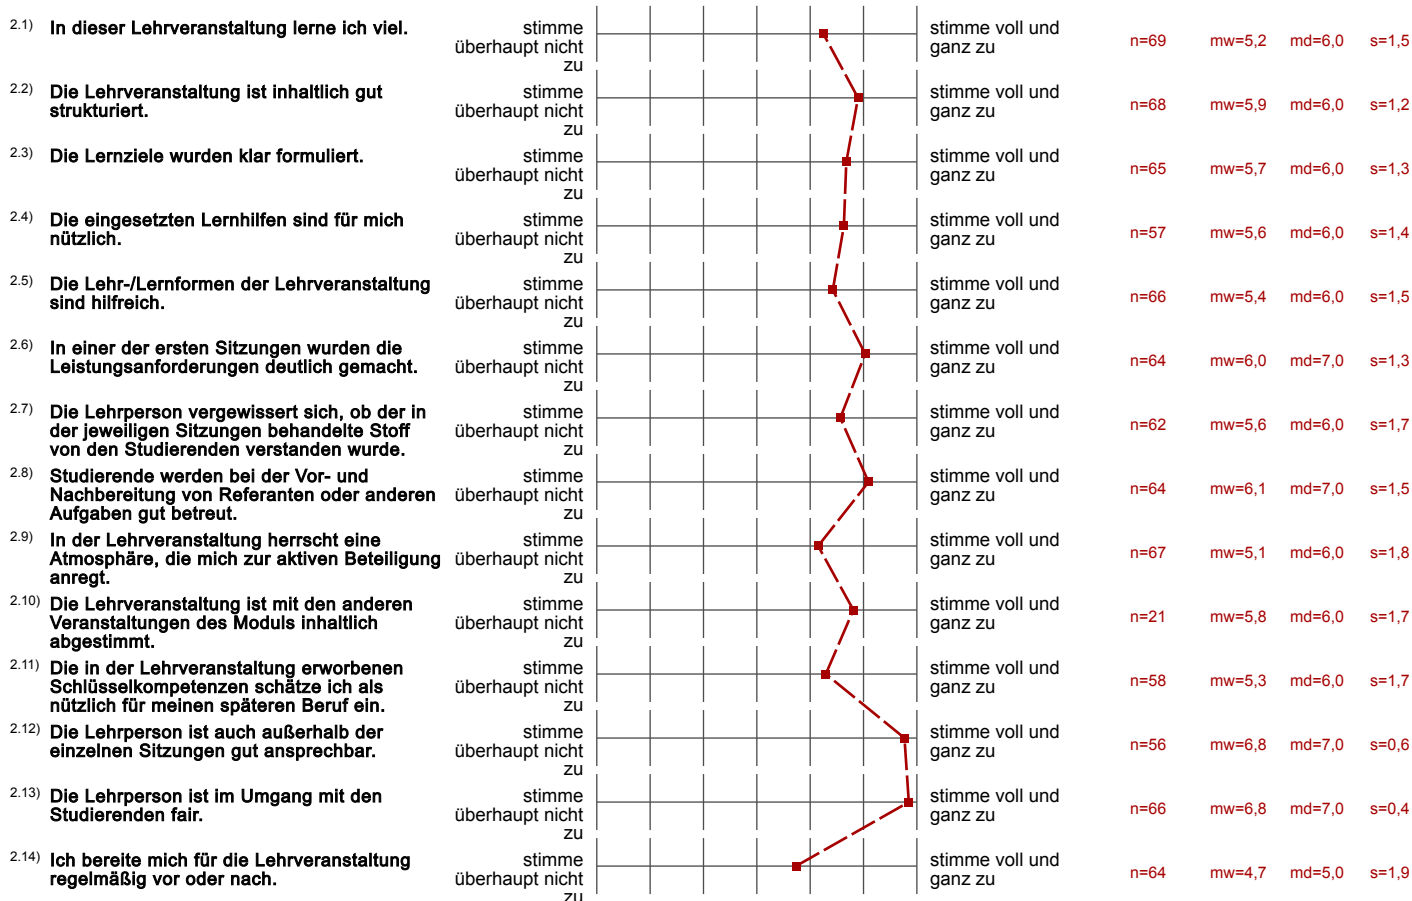 2.1) In dieser Lehrveranstaltung lerne ich viel. stimme überhaupt nicht zu stimme voll und ganz zu n=69 mw=5,2 md=6,0 s=1,5
2.2) Die Lehrveranstaltung ist inhaltlich gut
strukturiert.
stimme
überhaupt nicht
zu
stimme voll und
ganz zu
n=68 mw=5,9 md=6,0 s=1,2
2.3) Die Lernziele wurden klar formuliert.
stimme
überhaupt nicht
zu
stimme voll und
ganz zu
n=65 mw=5,7 md=6,0 s=1,3
2.4) Die eingesetzten Lernhilfen sind für mich
nützlich.
stimme
überhaupt nicht
zu
stimme voll und
ganz zu
n=57 mw=5,6 md=6,0 s=1,4
2.5) Die Lehr-/Lernformen der Lehrveranstaltung
sind hilfreich.
stimme
überhaupt nicht
zu
stimme voll und
ganz zu
n=66 mw=5,4 md=6,0 s=1,5
2.6) In einer der ersten Sitzungen wurden die
Leistungsanforderungen deutlich gemacht.
stimme
überhaupt nicht
zu
stimme voll und
ganz zu
n=64 mw=6,0 md=7,0 s=1,3
2.7) Die Lehrperson vergewissert sich, ob der in
der jeweiligen Sitzungen behandelte Stoff
von den Studierenden verstanden wurde.
stimme
überhaupt nicht
zu
stimme voll und
ganz zu
n=62 mw=5,6 md=6,0 s=1,7
2.8) Studierende werden bei der Vor- und
Nachbereitung von Referanten oder anderen
Aufgaben gut betreut.
stimme
überhaupt nicht
zu
stimme voll und
ganz zu
n=64 mw=6,1 md=7,0 s=1,5
2.9) In der Lehrveranstaltung herrscht eine
Atmosphäre, die mich zur aktiven Beteiligung
anregt.
stimme
überhaupt nicht
zu
stimme voll und
ganz zu
n=67 mw=5,1 md=6,0 s=1,8
2.10) Die Lehrveranstaltung ist mit den anderen
Veranstaltungen des Moduls inhaltlich
abgestimmt.
stimme
überhaupt nicht
zu
stimme voll und
ganz zu
n=21 mw=5,8 md=6,0 s=1,7
2.11) Die in der Lehrveranstaltung erworbenen
Schlüsselkompetenzen schätze ich als
nützlich für meinen späteren Beruf ein.
stimme
überhaupt nicht
zu
stimme voll und
ganz zu
n=58 mw=5,3 md=6,0 s=1,7
2.12) Die Lehrperson ist auch außerhalb der
einzelnen Sitzungen gut ansprechbar.
stimme
überhaupt nicht
zu
stimme voll und
ganz zu
n=56 mw=6,8 md=7,0 s=0,6
2.13) Die Lehrperson ist im Umgang mit den
Studierenden fair.
stimme
überhaupt nicht
zu
stimme voll und
ganz zu
n=66 mw=6,8 md=7,0 s=0,4
2.14) Ich bereite mich für die Lehrveranstaltung
regelmäßig vor oder nach.
stimme
überhaupt nicht
zu
stimme voll und
ganz zu
n=64 mw=4,7 md=5,0 s=1,9